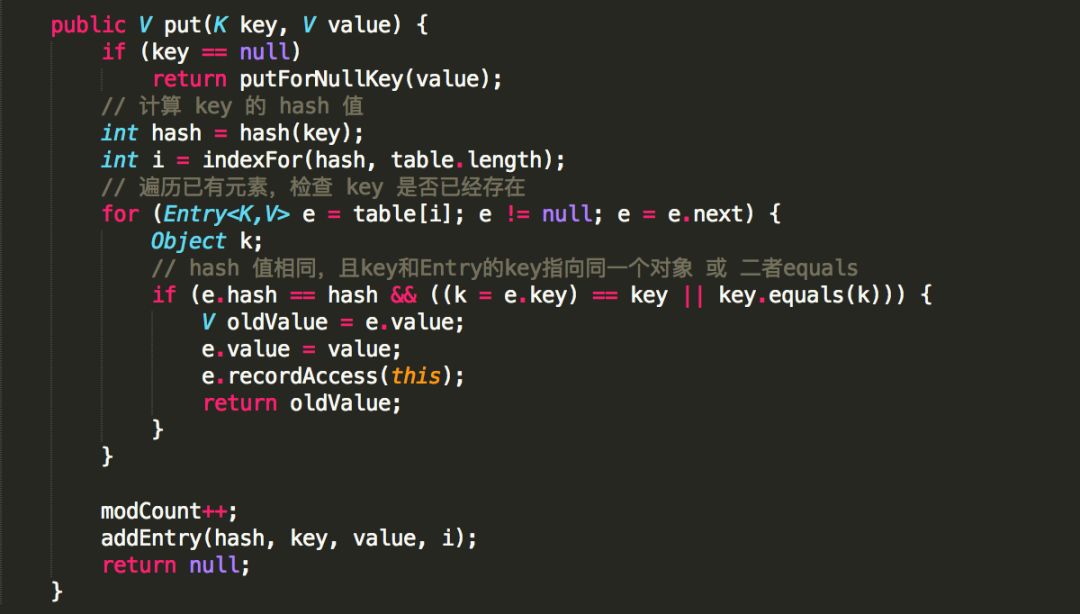 public V put(K key, V value) {
if (key == null)
return putForNullKey(value);
// 计算 key 的 hash 值
int hash = hash(key);
int i = indexFor(hash, table.length);
// 遍历已有元素，检查 key 是否已经存在
for (Entry<K,V> e = table[i]; e != null; e = e.next) {
Object k;
// hash 值相同，且key和Entry的key指向同一个对象 或 二者equals
if (e.hash == hash && ((k = e.key) == key || key.equals(k))) {
V oldValue = e.value;
e.value = value;
e.recordAccess(this);
return oldValue;
}
}
modCount++;
addEntry(hash, key, value, i);
return null;
}